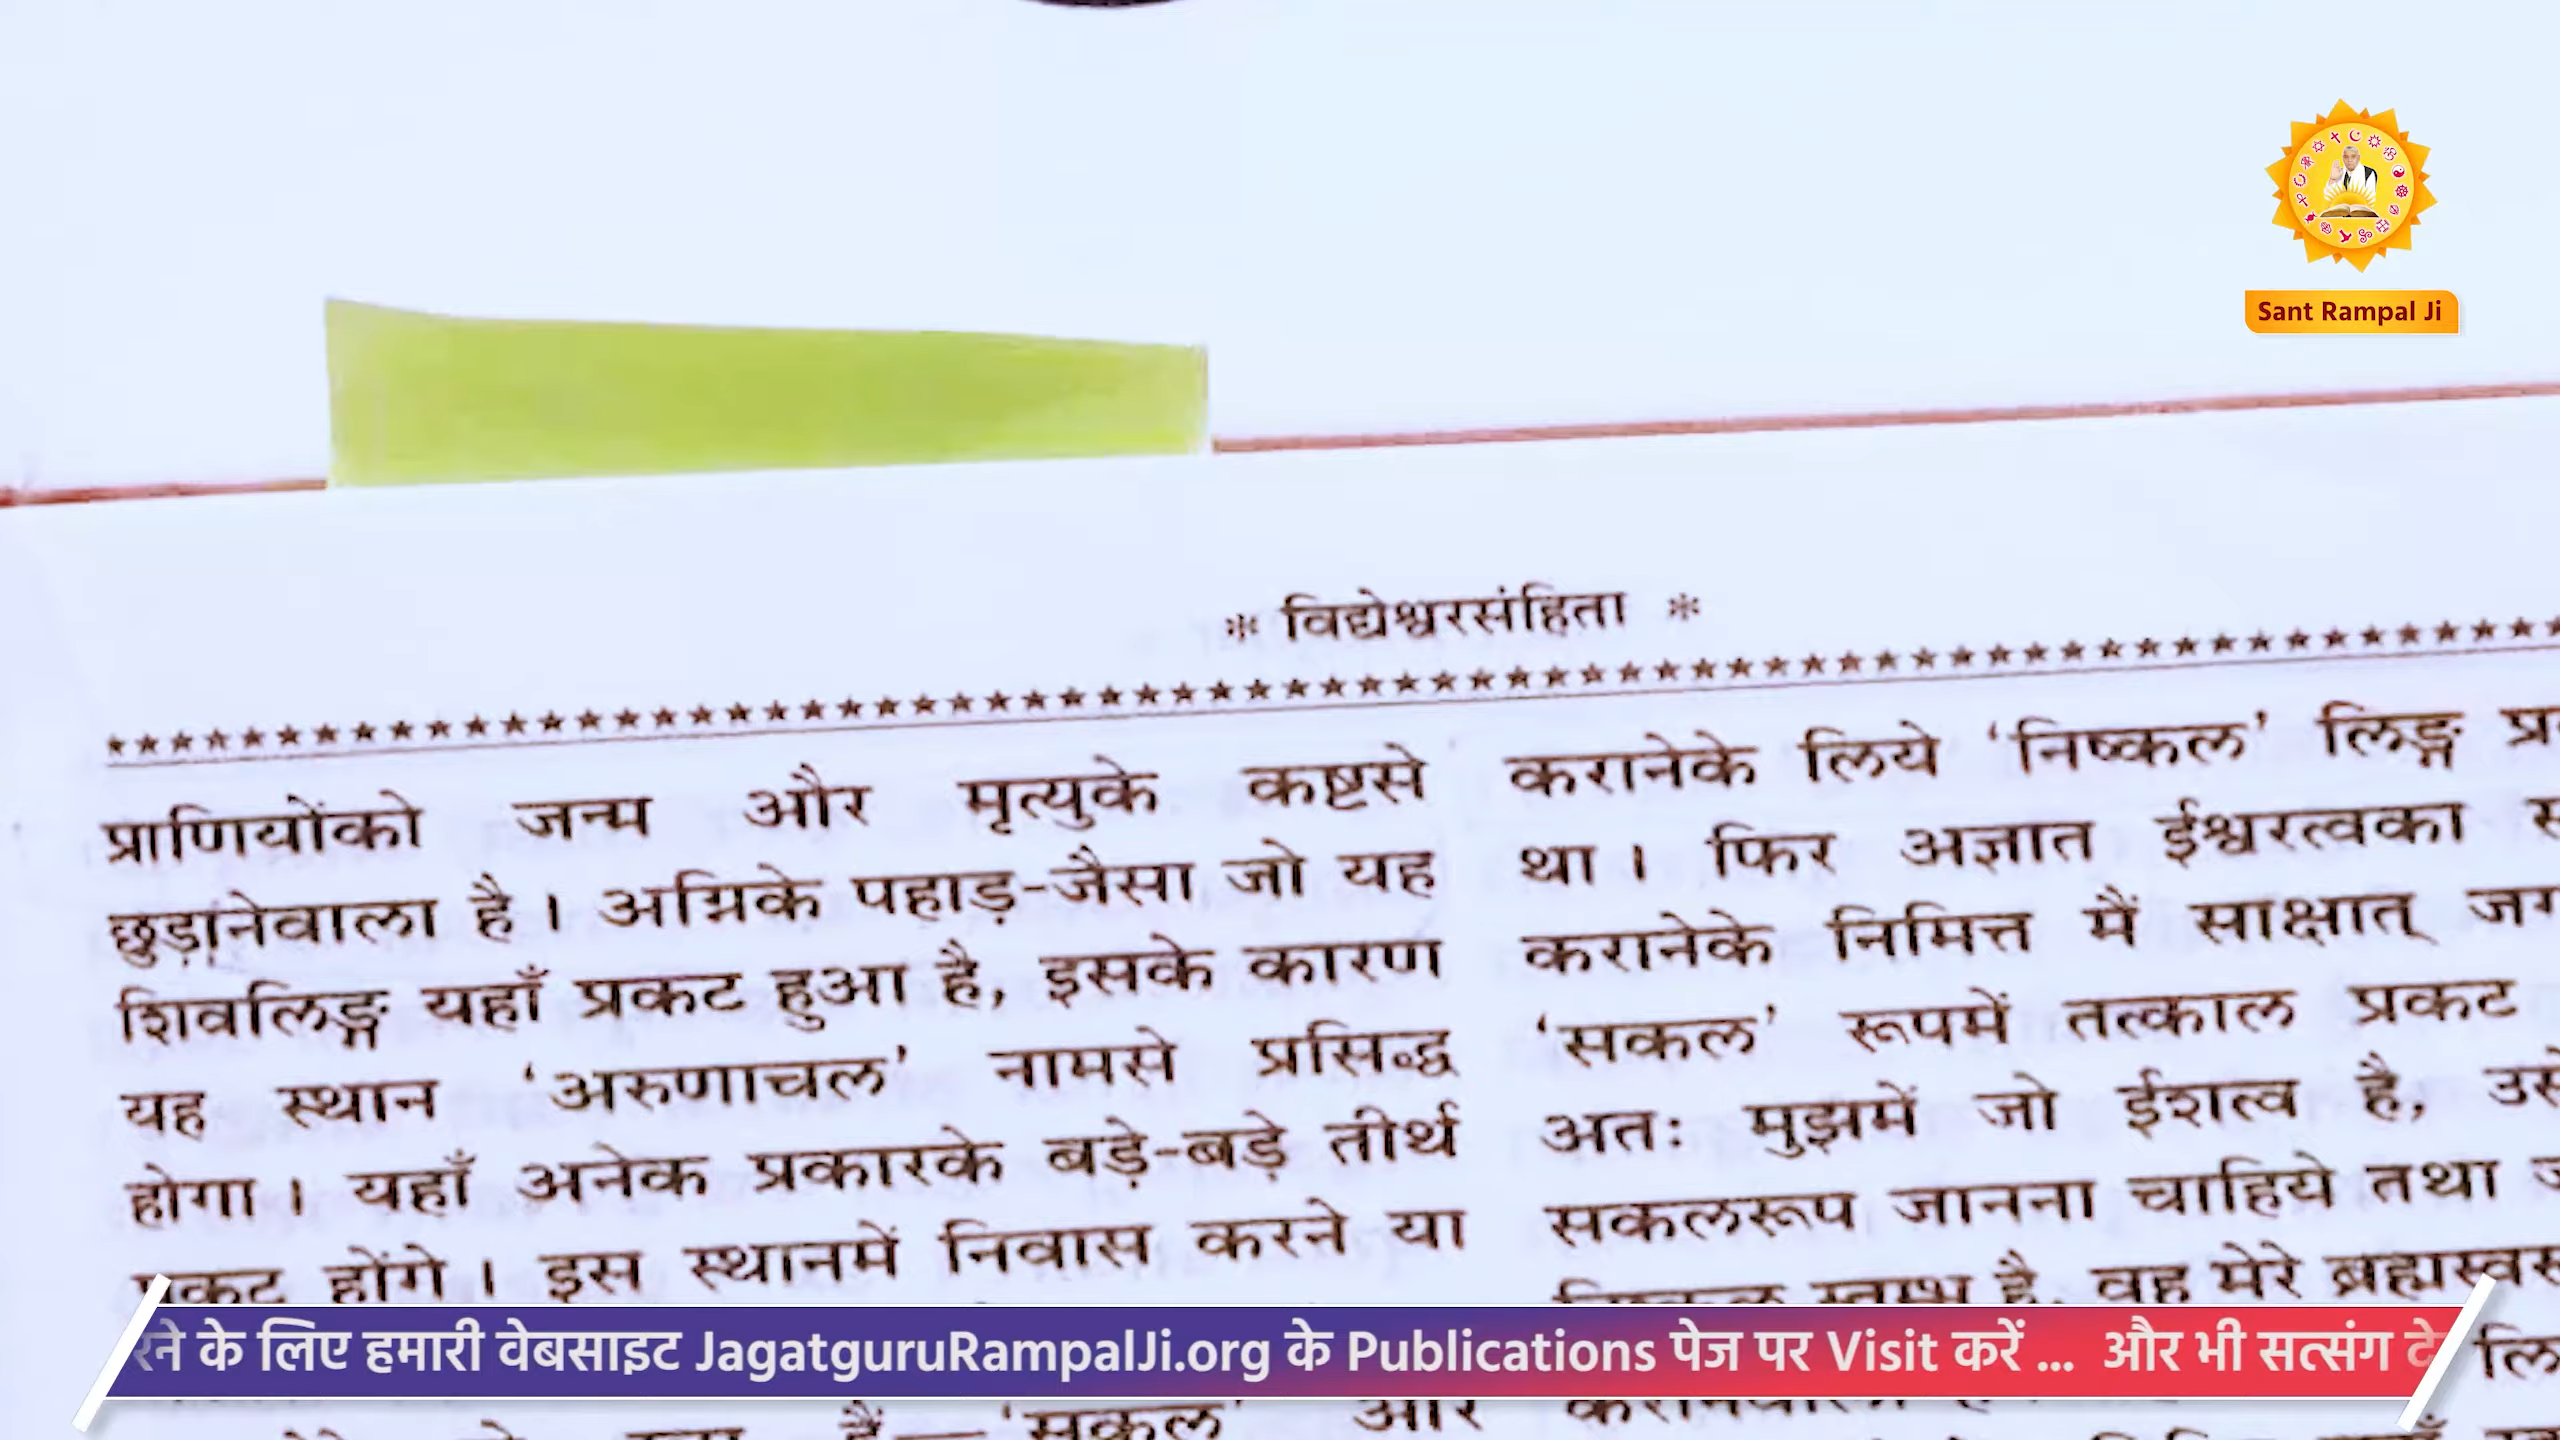 Sant Rampal Ji
* विद्येश्वरसंहिता *
प्राणियोंको जन्म और मृत्युके कष्टसे
छुड़ानेवाला है। अग्निके पहाड़-जैसा जो यह
शिवलिङ्ग यहाँ प्रकट हुआ है, इसके कारण
यह स्थान ‘अरुणाचल’ नामसे प्रसिद्ध
होगा। यहाँ अनेक प्रकारके बड़े-बड़े तीर्थ
प्रकट होंगे। इस स्थानमें निवास करने या
करानेके लिये ‘निष्कल’ लिङ्ग
था। फिर अज्ञात ईश्वरत्वका
करानेके निमित्त मैं साक्षात्
‘सकल’ रूपमें तत्काल प्रकट
अतः मुझमें जो ईशत्व है,
सकलरूप जानना चाहिये तथा
है, वह मेरे
के लिए हमारी वेबसाइट JagatguruRampalJi.org के Publications पेज पर Visit करें ... और भी सत्संग
‘सकल’ और